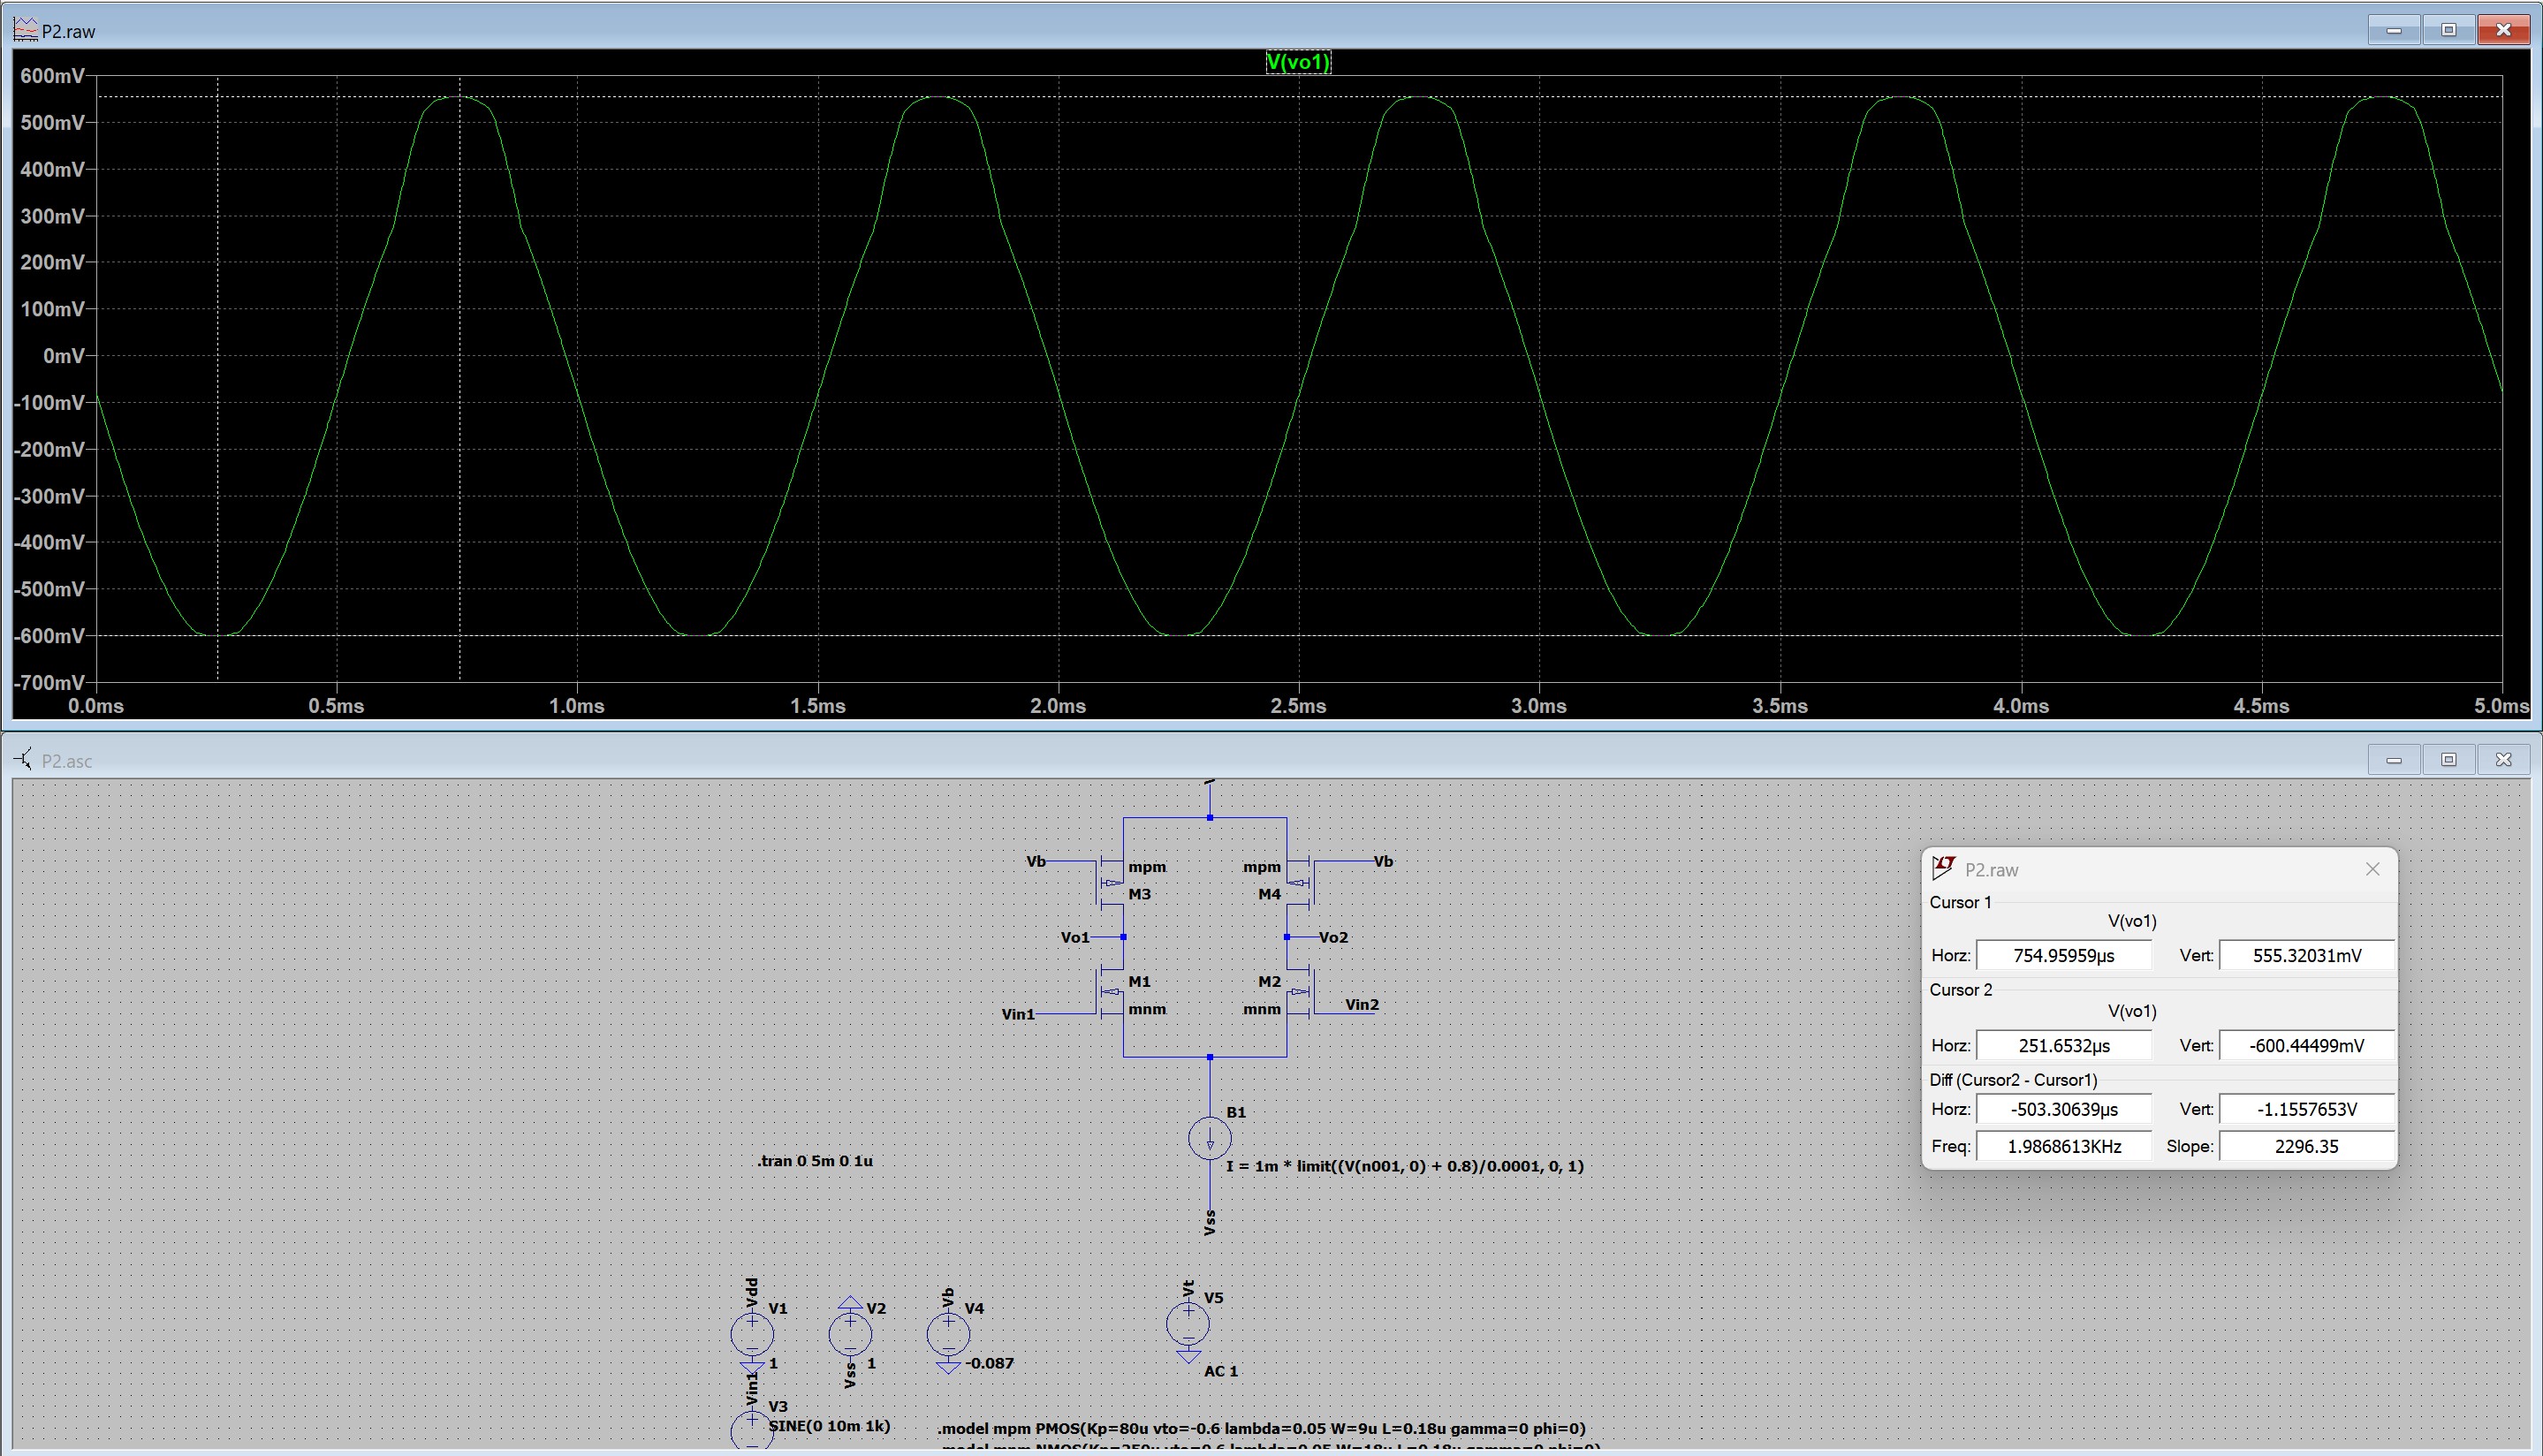 P2.raw
V(vo1)
600mV
500mV
400mV
300mV
200mV
100mV
0mV
-100mV
-200mV
-300mV
-400mV
-500mV
-600mV
-700mV
0.0ms 0.5ms 1.0ms 1.5ms 2.0ms 2.5ms 3.0ms 3.5ms 4.0ms 4.5ms 5.0ms
P2.asc
Vb mpm mpm Vb
M3 M4
Vo1 Vo2
M1 M2
Vin1 mnm mnm Vin2
B1
.tran 0 5m 0 1u
I = 1m * limit((V(n001, 0) + 0.8)/0.0001, 0, 1)
Vss
Vdd V1 V2 Vb V4 Vt V5
1 Vss 1 -0.087 AC 1
Vin1 V3
SINE(0 10m 1k)
.model mpm PMOS(Kp=80u vto=-0.6 lambda=0.05 W=9u L=0.18u gamma=0 phi=0)
P2.raw
Cursor 1
V(vo1)
Horz: 754.95959µs Vert: 555.32031mV
Cursor 2
V(vo1)
Horz: 251.6532µs Vert: -600.44499mV
Diff (Cursor2 - Cursor1)
Horz: -503.30639µs Vert: -1.1557653V
Freq: 1.9868613KHz Slope: 2296.35